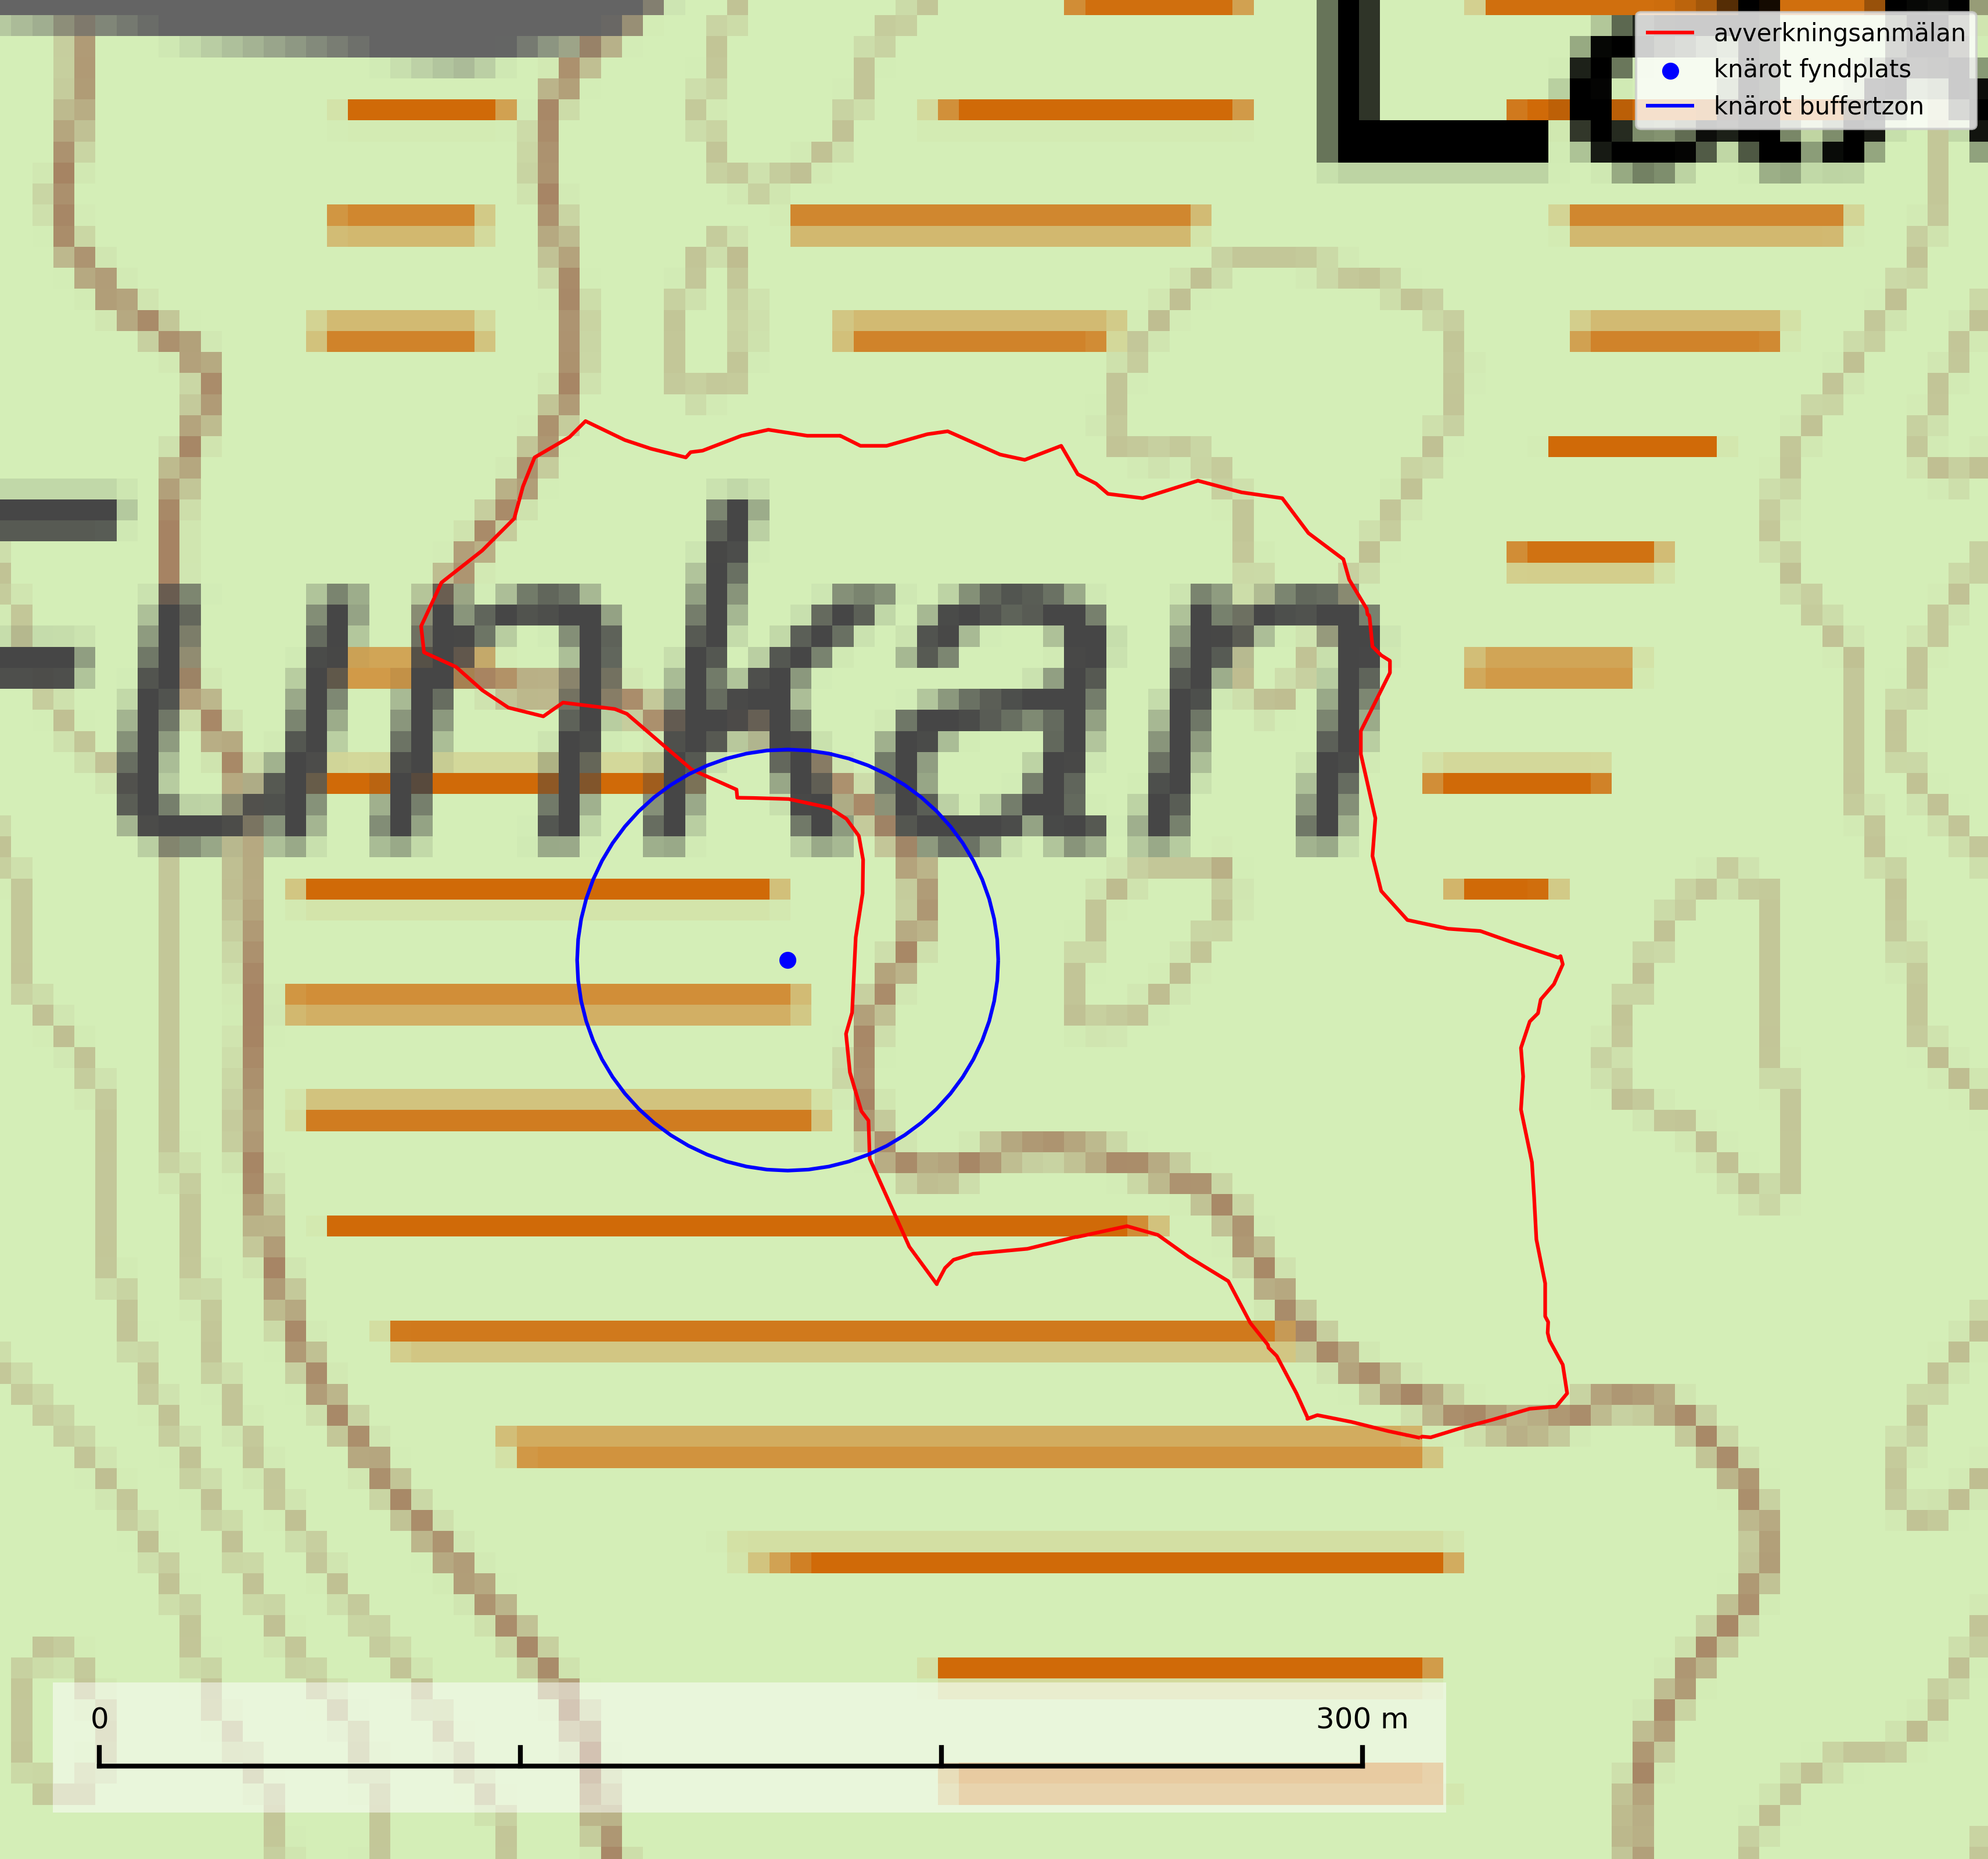 avverkningsanmälan
knärot fyndplats
knärot buffertzon
unkan
0 300 m